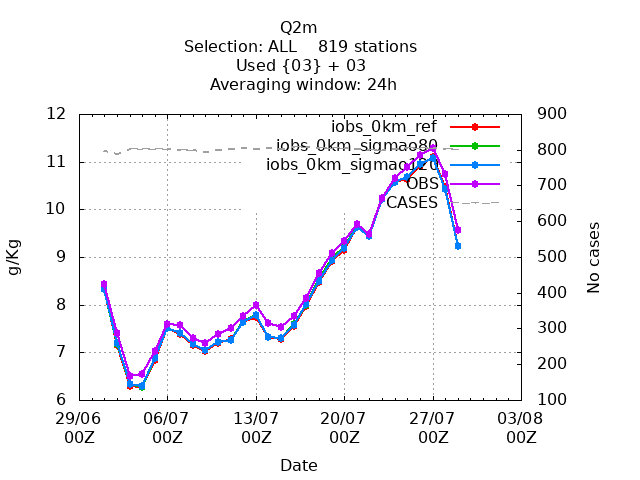 Q2m
Selection: ALL    819 stations
Used {03} + 03
Averaging window: 24h
12
11
10
9
8
7
6
g/Kg
900
800
700
600
500
400
300
200
100
No cases
iobs_0km_ref
iobs_0km_sigmao80
iobs_0km_sigmao120
OBS
CASES
29/06 06/07 13/07 20/07 27/07 03/08
00Z 00Z 00Z 00Z 00Z 00Z
Date